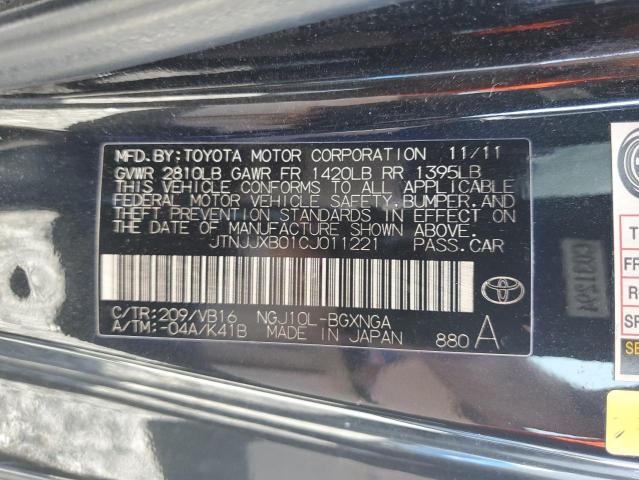 MFD.BY:TOYOTA MOTOR CORPORATION 11/11
GVWR 2810LB GAWR FR 1420LB RR 1395LB
THIS VEHICLE CONFORMS TO ALL APPLICABLE
FEDERAL MOTOR VEHICLE SAFETY,BUMPER,AND
THEFT PREVENTION STANDARDS IN EFFECT ON
THE DATE OF MANUFACTURE SHOWN ABOVE.
JTNJJXB01CJ011221 PASS.CAR
C/TR:209/VB16 NGJ10L-BGXNGA
A/TM:-04A/K41B MADE IN JAPAN 880A